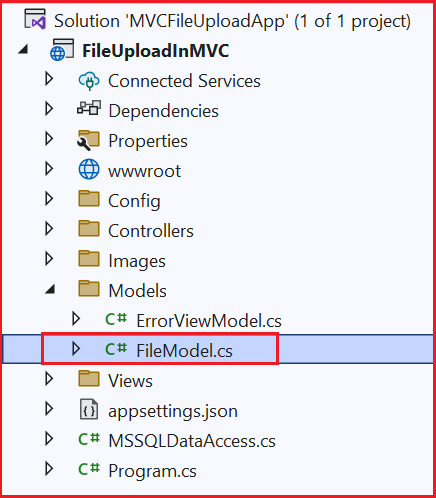 Solution 'MVCFileUploadApp' (1 of 1 project)
FileUploadInMVC
Connected Services
Dependencies
Properties
wwwroot
Config
Controllers
Images
Models
C# ErrorViewModel.cs
C# FileModel.cs
Views
appsettings.json
C# MSSQLDataAccess.cs
C# Program.cs